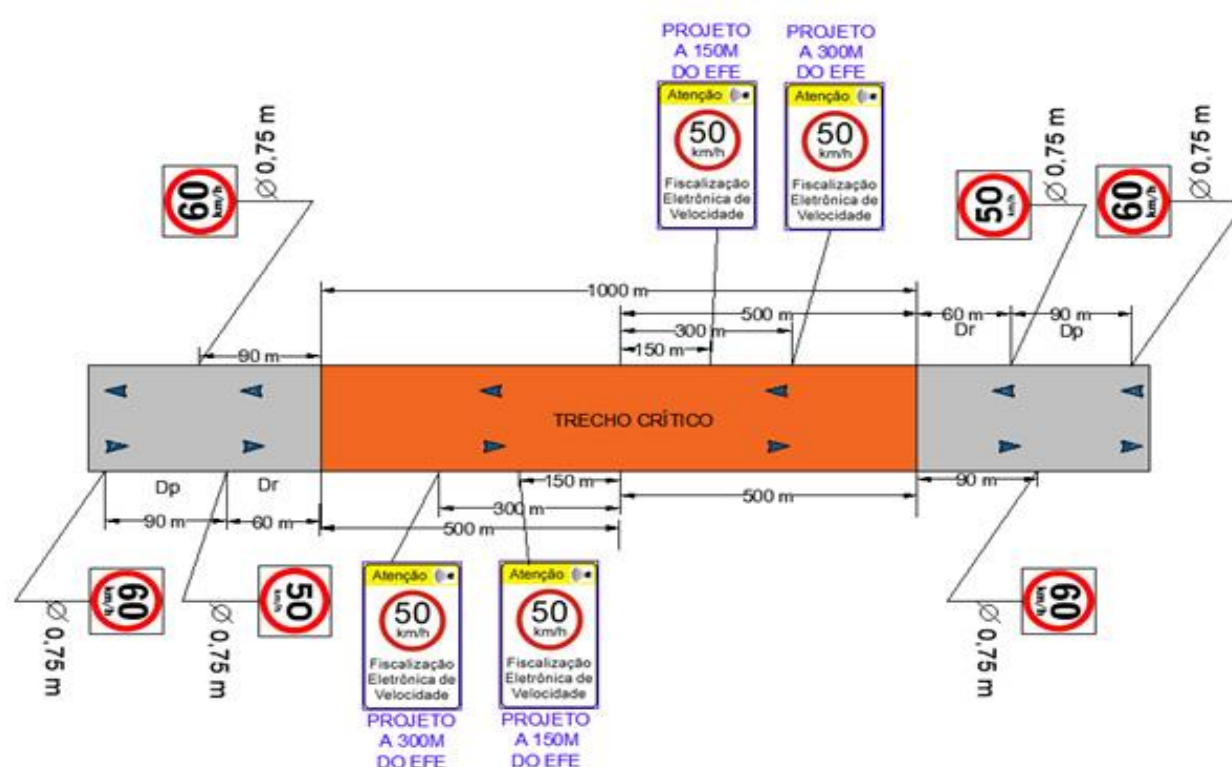 PROJETO
A 150M
DO EFE
PROJETO
A 300M
DO EFE
Atenção
50
km/h
Fiscalização
Eletrônica de
Velocidade
Atenção
50
km/h
Fiscalização
Eletrônica de
Velocidade
60
km/h
Ø 0,75 m
50
km/h
Ø 0,75 m
60
km/h
Ø 0,75 m
1000 m
500 m
300 m
150 m
60 m
Dr
90 m
Dp
90 m
TRECHO CRÍTICO
Dp
90 m
Dr
60 m
150 m
300 m
500 m
500 m
90 m
60
km/h
Ø 0,75 m
50
km/h
Ø 0,75 m
60
km/h
Ø 0,75 m
Atenção
50
km/h
Fiscalização
Eletrônica de
Velocidade
PROJETO
A 300M
DO EFE
Atenção
50
km/h
Fiscalização
Eletrônica de
Velocidade
PROJETO
A 150M
DO EFE